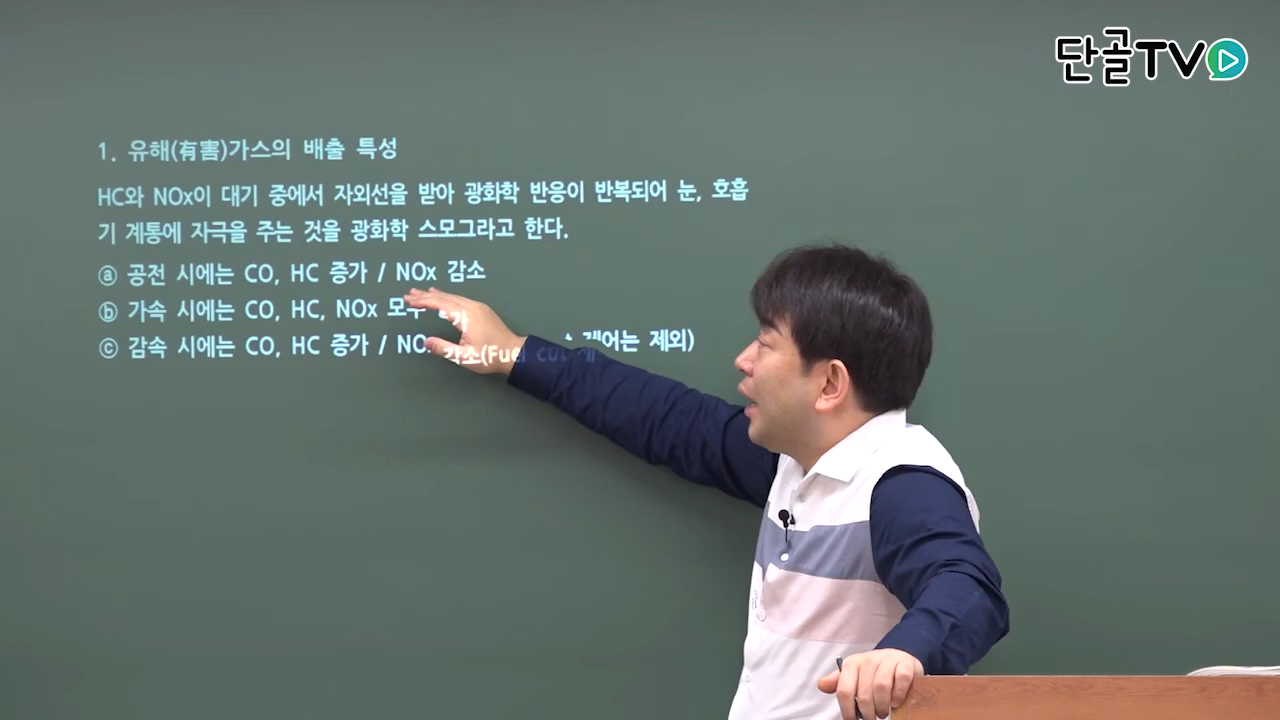 단골TV
1. 유해(有害)가스의 배출 특성
HC와 NOx이 대기 중에서 자외선을 받아 광화학 반응이 반복되어 눈, 호흡
기 계통에 자극을 주는 것을 광화학 스모그라고 한다.
ⓐ 공전 시에는 CO, HC 증가 / NOx 감소
ⓑ 가속 시에는 CO, HC, NOx 모두 증가
ⓒ 감속 시에는 CO, HC 증가 / NOx 감소(Fuel cut 제어는 제외)